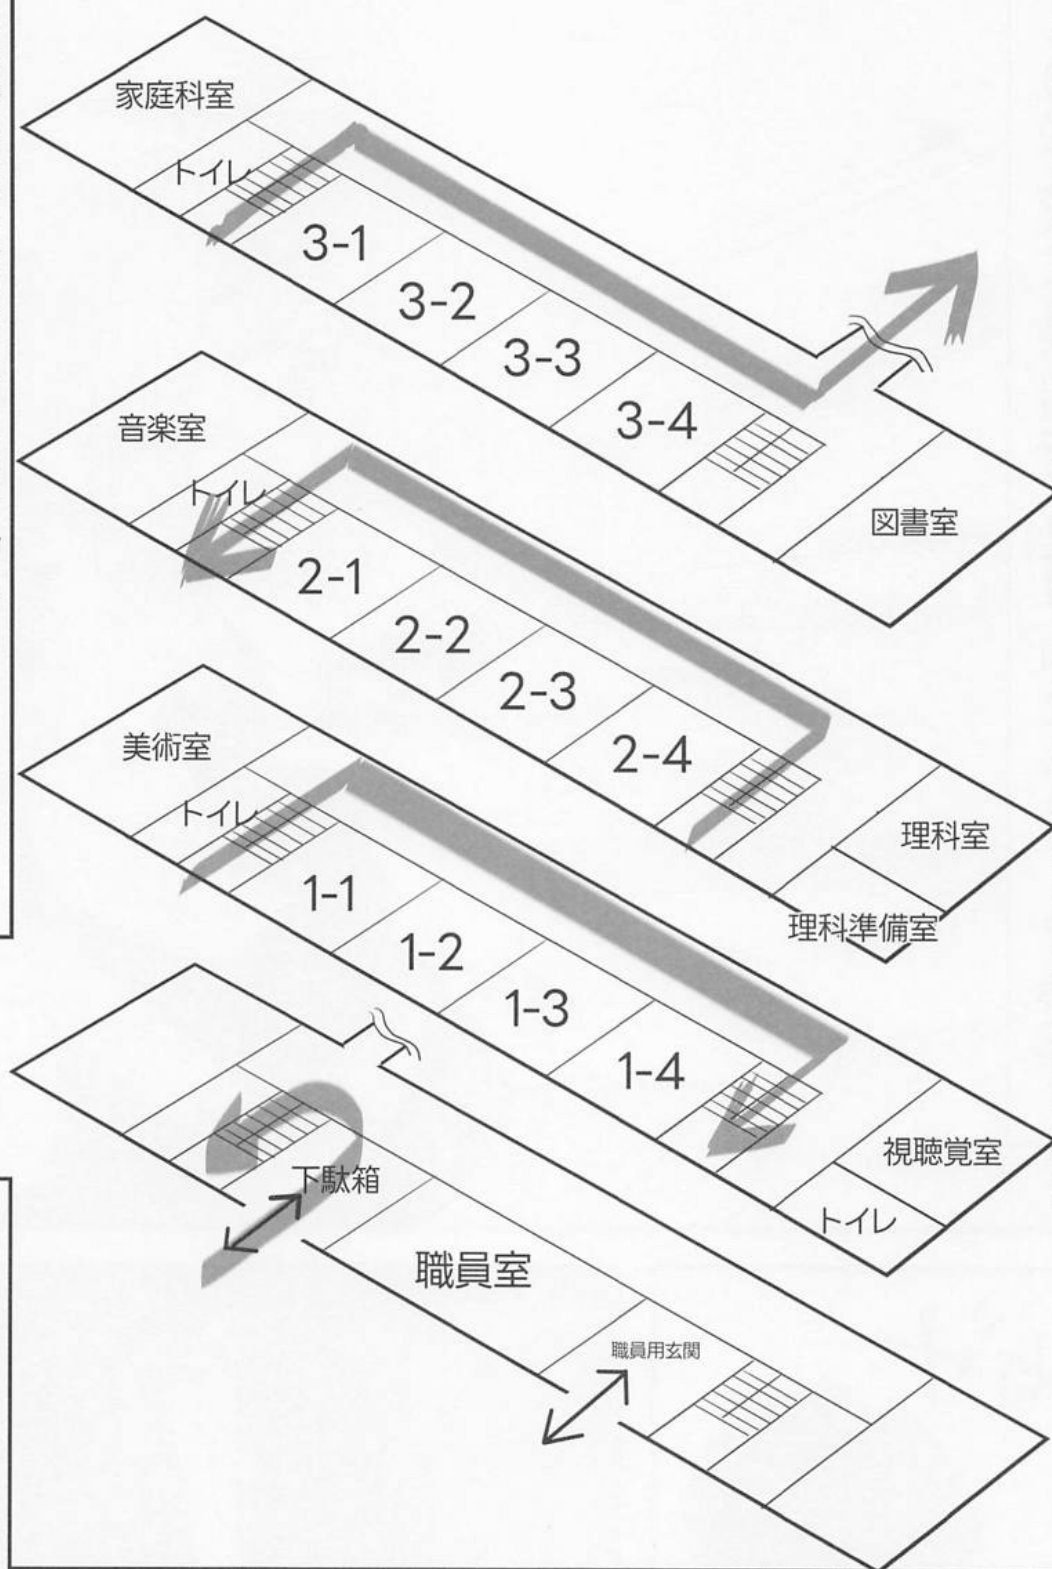 家庭科室
トイレ
3-1
3-2
3-3
3-4
図書室
音楽室
トイレ
2-1
2-2
2-3
2-4
理科室
理科準備室
美術室
トイレ
1-1
1-2
1-3
1-4
視聴覚室
トイレ
下駄箱
職員室
職員用玄関